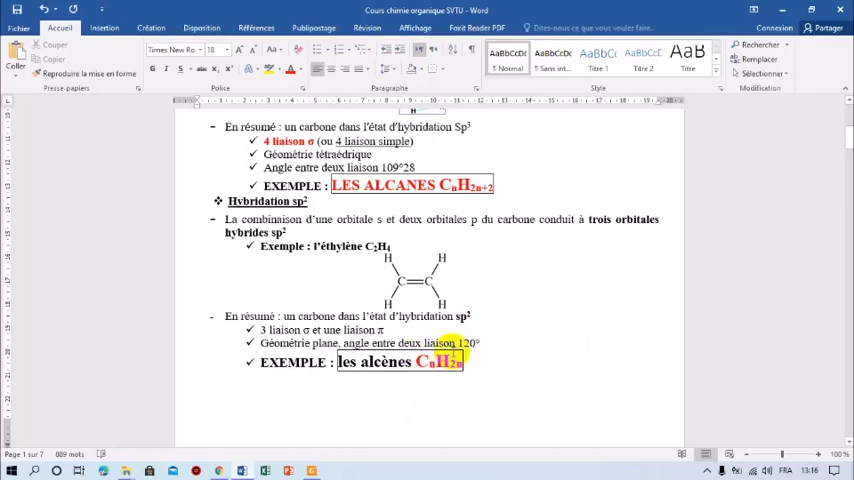 Cours chimie organique SVTU - Word
Fichier Accueil Insertion Création Disposition Références Publipostage Révision Affichage Foxit Reader PDF Dites-nous ce que vous voulez faire. Connexion Partager
Coller
Couper
Copier
Reproduire la mise en forme
Presse-papiers
Times New Ro 18
Police
Paragraphe
AaBbCcDc AaBbCcDc AaBbCc AaBbCcD AaB
¶ Normal ¶ Sans int... Titre 1 Titre 2 Titre
Style
Rechercher
Remplacer
Sélectionner
Modification
H
- En résumé : un carbone dans l'état d'hybridation Sp³
✓ 4 liaison σ (ou 4 liaison simple)
✓ Géométrie tétraédrique
✓ Angle entre deux liaison 109°28
✓ EXEMPLE : LES ALCANES CnH2n+2
❖ Hybridation sp²
- La combinaison d'une orbitale s et deux orbitales p du carbone conduit à trois orbitales
hybrides sp²
✓ Exemple : l'éthylène C₂H₄
H H
C=C
H H
- En résumé : un carbone dans l'état d'hybridation sp²
✓ 3 liaison σ et une liaison π
✓ Géométrie plane, angle entre deux liaison 120°
✓ EXEMPLE : les alcènes CnH2n
Page 1 sur 7 889 mots 100 %
FRA 13:16